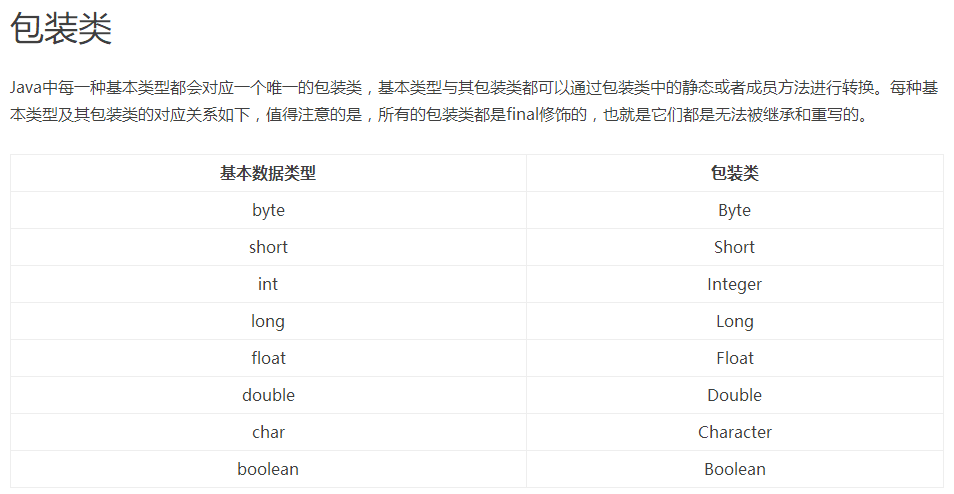 包装类
Java中每一种基本类型都会对应一个唯一的包装类，基本类型与其包装类都可以通过包装类中的静态或者成员方法进行转换。每种基
本类型及其包装类的对应关系如下，值得注意的是，所有的包装类都是final修饰的，也就是它们都是无法被继承和重写的。
基本数据类型 包装类
byte Byte
short Short
int Integer
long Long
float Float
double Double
char Character
boolean Boolean